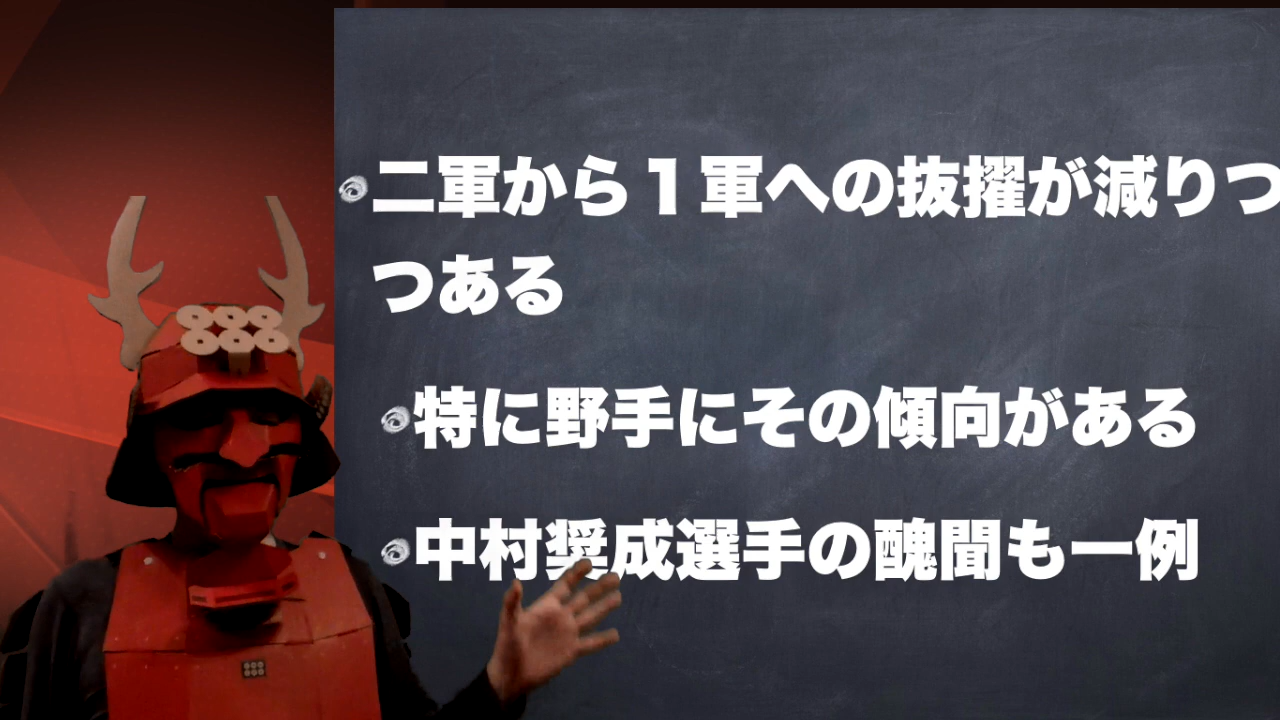 二軍から１軍への抜擢が減りつ
つある
特に野手にその傾向がある
中村奨成選手の醜聞も一例